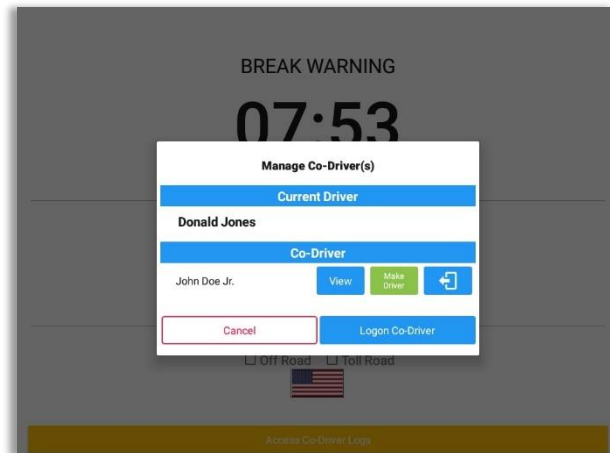 BREAK WARNING
07:53
Manage Co-Driver(s)
Current Driver
Donald Jones
Co-Driver
John Doe Jr.
View
Make
Driver
Cancel
Logon Co-Driver
Off Road
Toll Road
Access Co-Driver Logs